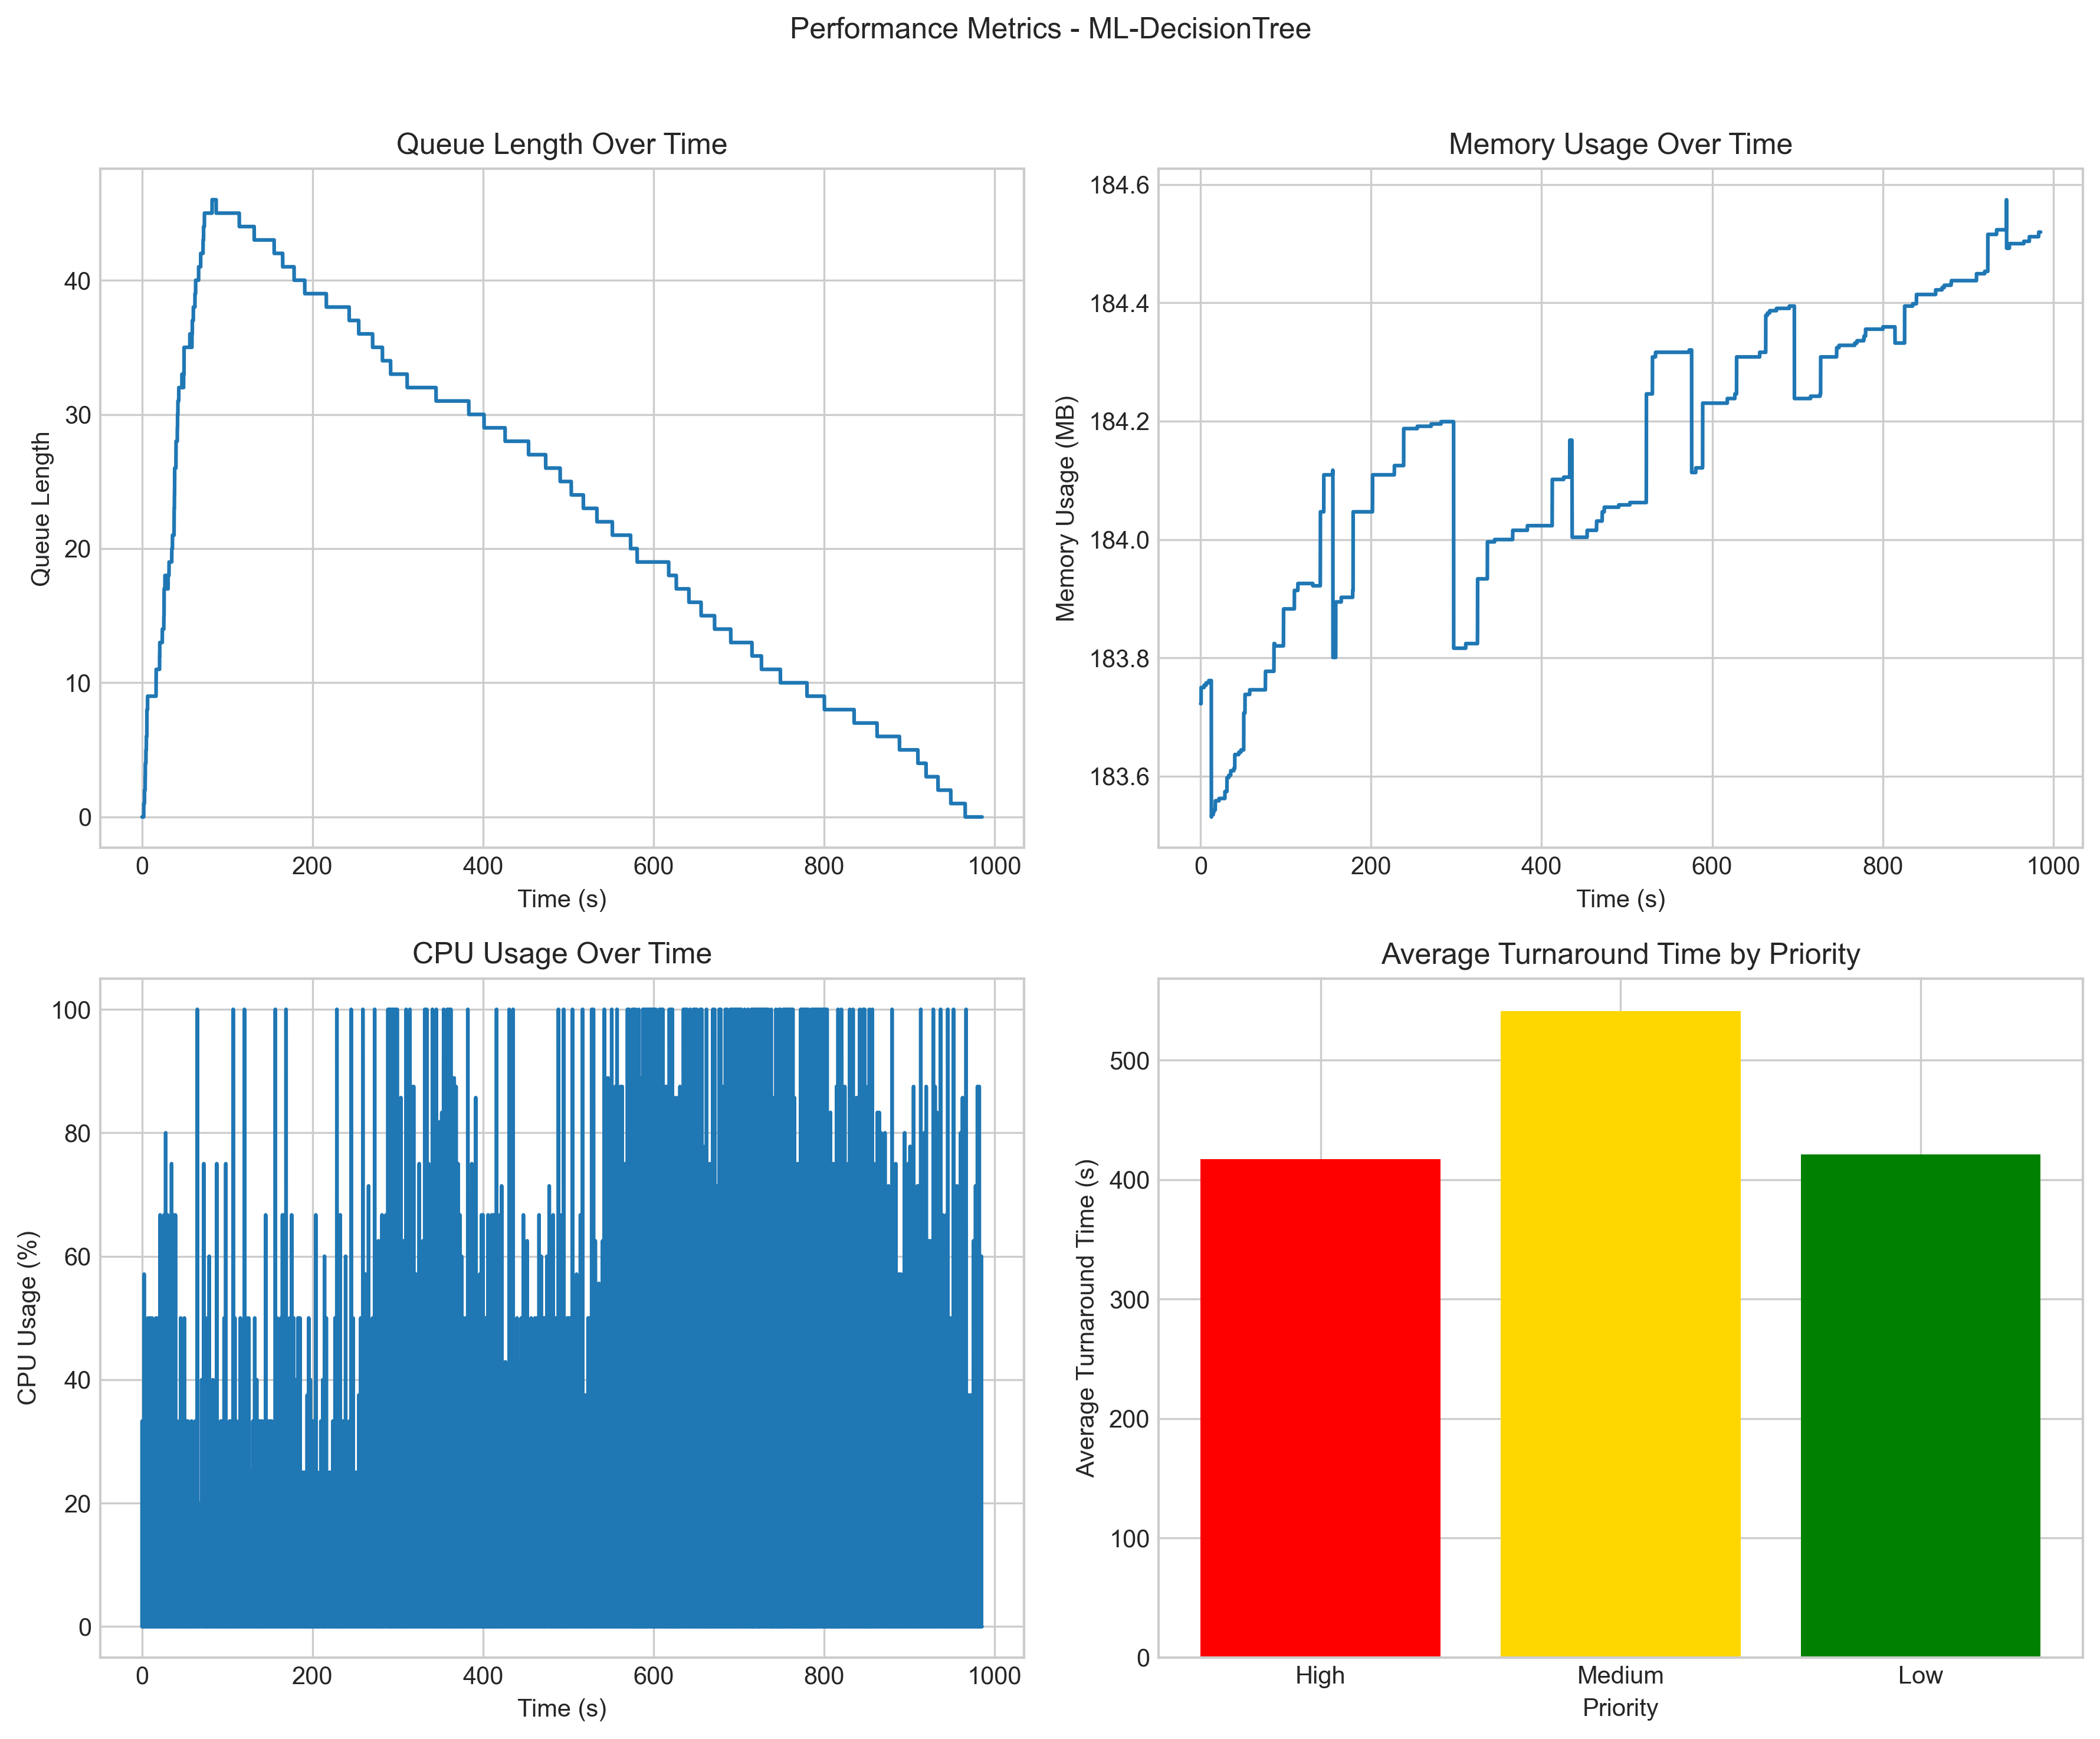 Performance Metrics - ML-DecisionTree
Queue Length Over Time
Queue Length
40
30
20
10
0
0 200 400 600 800 1000
Time (s)
Memory Usage Over Time
Memory Usage (MB)
184.6
184.4
184.2
184.0
183.8
183.6
0 200 400 600 800 1000
Time (s)
CPU Usage Over Time
CPU Usage (%)
100
80
60
40
20
0
0 200 400 600 800 1000
Time (s)
Average Turnaround Time by Priority
Average Turnaround Time (s)
500
400
300
200
100
0
High Medium Low
Priority